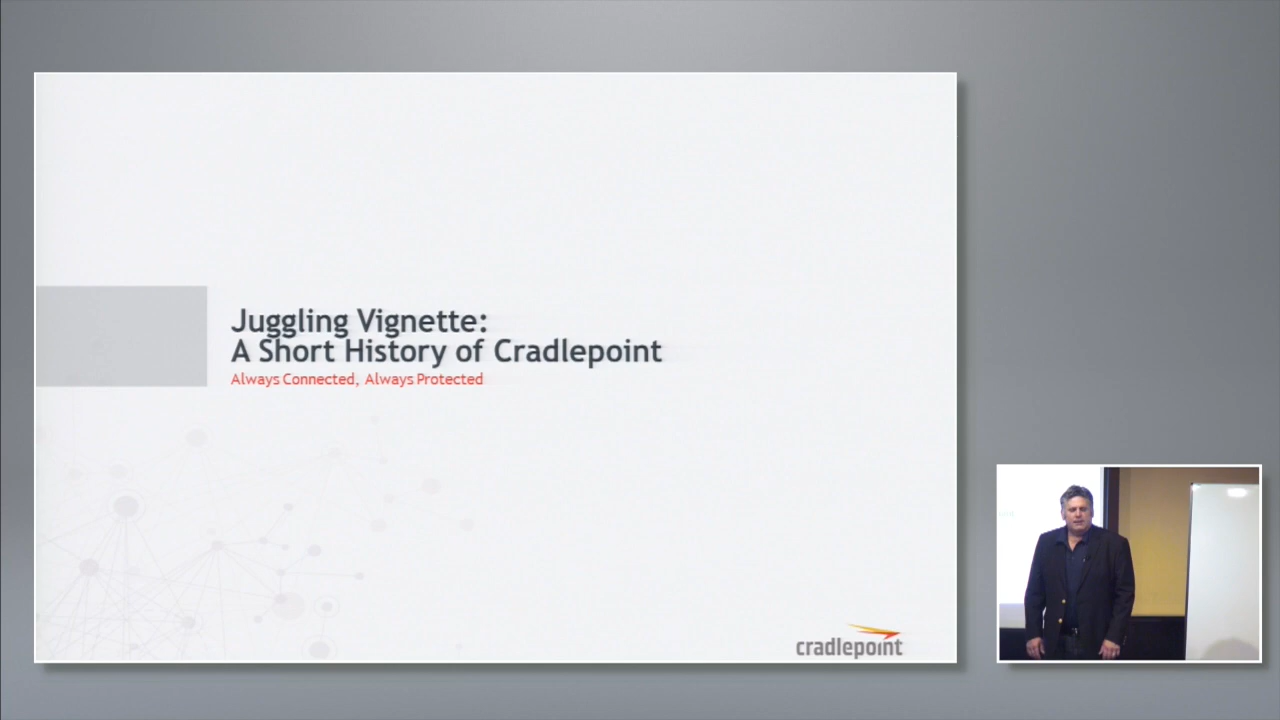 Juggling Vignette:
A Short History of Cradlepoint
Always Connected, Always Protected
cradlepoint